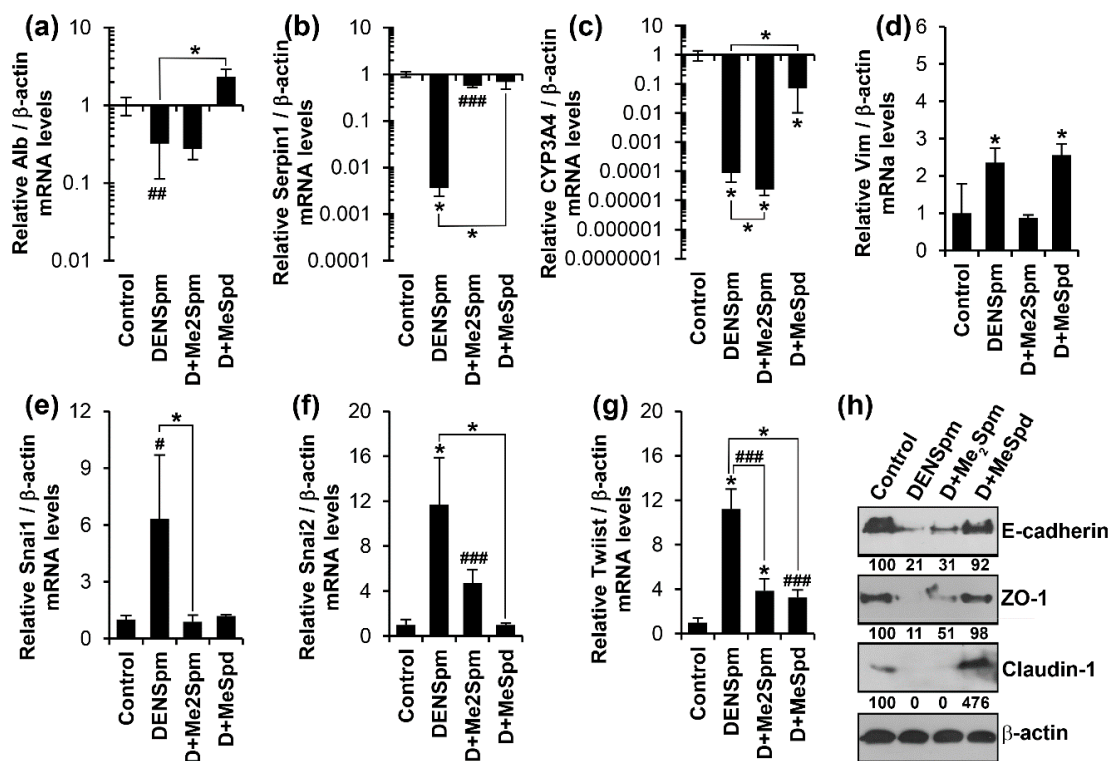 (a)
Relative Alb / β-actin
mRNA levels
10
1
0.1
0.01
*
##
Control
DENSpm
D+Me2Spm
D+MeSpd
(b)
Relative Serpin1 / β-actin
mRNA levels
10
1
0.1
0.01
0.001
0.0001
###
*
*
Control
DENSpm
D+Me2Spm
D+MeSpd
(c)
Relative CYP3A4 / β-actin
mRNA levels
10
1
0.1
0.01
0.001
0.0001
0.00001
0.000001
0.0000001
*
*
*
*
*
Control
DENSpm
D+Me2Spm
D+MeSpd
(d)
Relative Vim / β-actin
mRNa levels
6
5
4
3
2
1
0
*
*
Control
DENSpm
D+Me2Spm
D+MeSpd
(e)
Relative Snai1 / β-actin
mRNA levels
12
9
6
3
0
*
#
Control
DENSpm
D+Me2Spm
D+MeSpd
(f)
Relative Snai2 / β-actin
mRNA levels
20
16
12
8
4
0
*
*
###
Control
DENSpm
D+Me2Spm
D+MeSpd
(g)
Relative Twiist / β-actin
mRNA levels
20
16
12
8
4
0
*
###
*
*
###
Control
DENSpm
D+Me2Spm
D+MeSpd
(h)
Control
DENSpm
D+Me₂Spm
D+MeSpd
E-cadherin
100 21 31 92
ZO-1
100 11 51 98
Claudin-1
100 0 0 476
β-actin